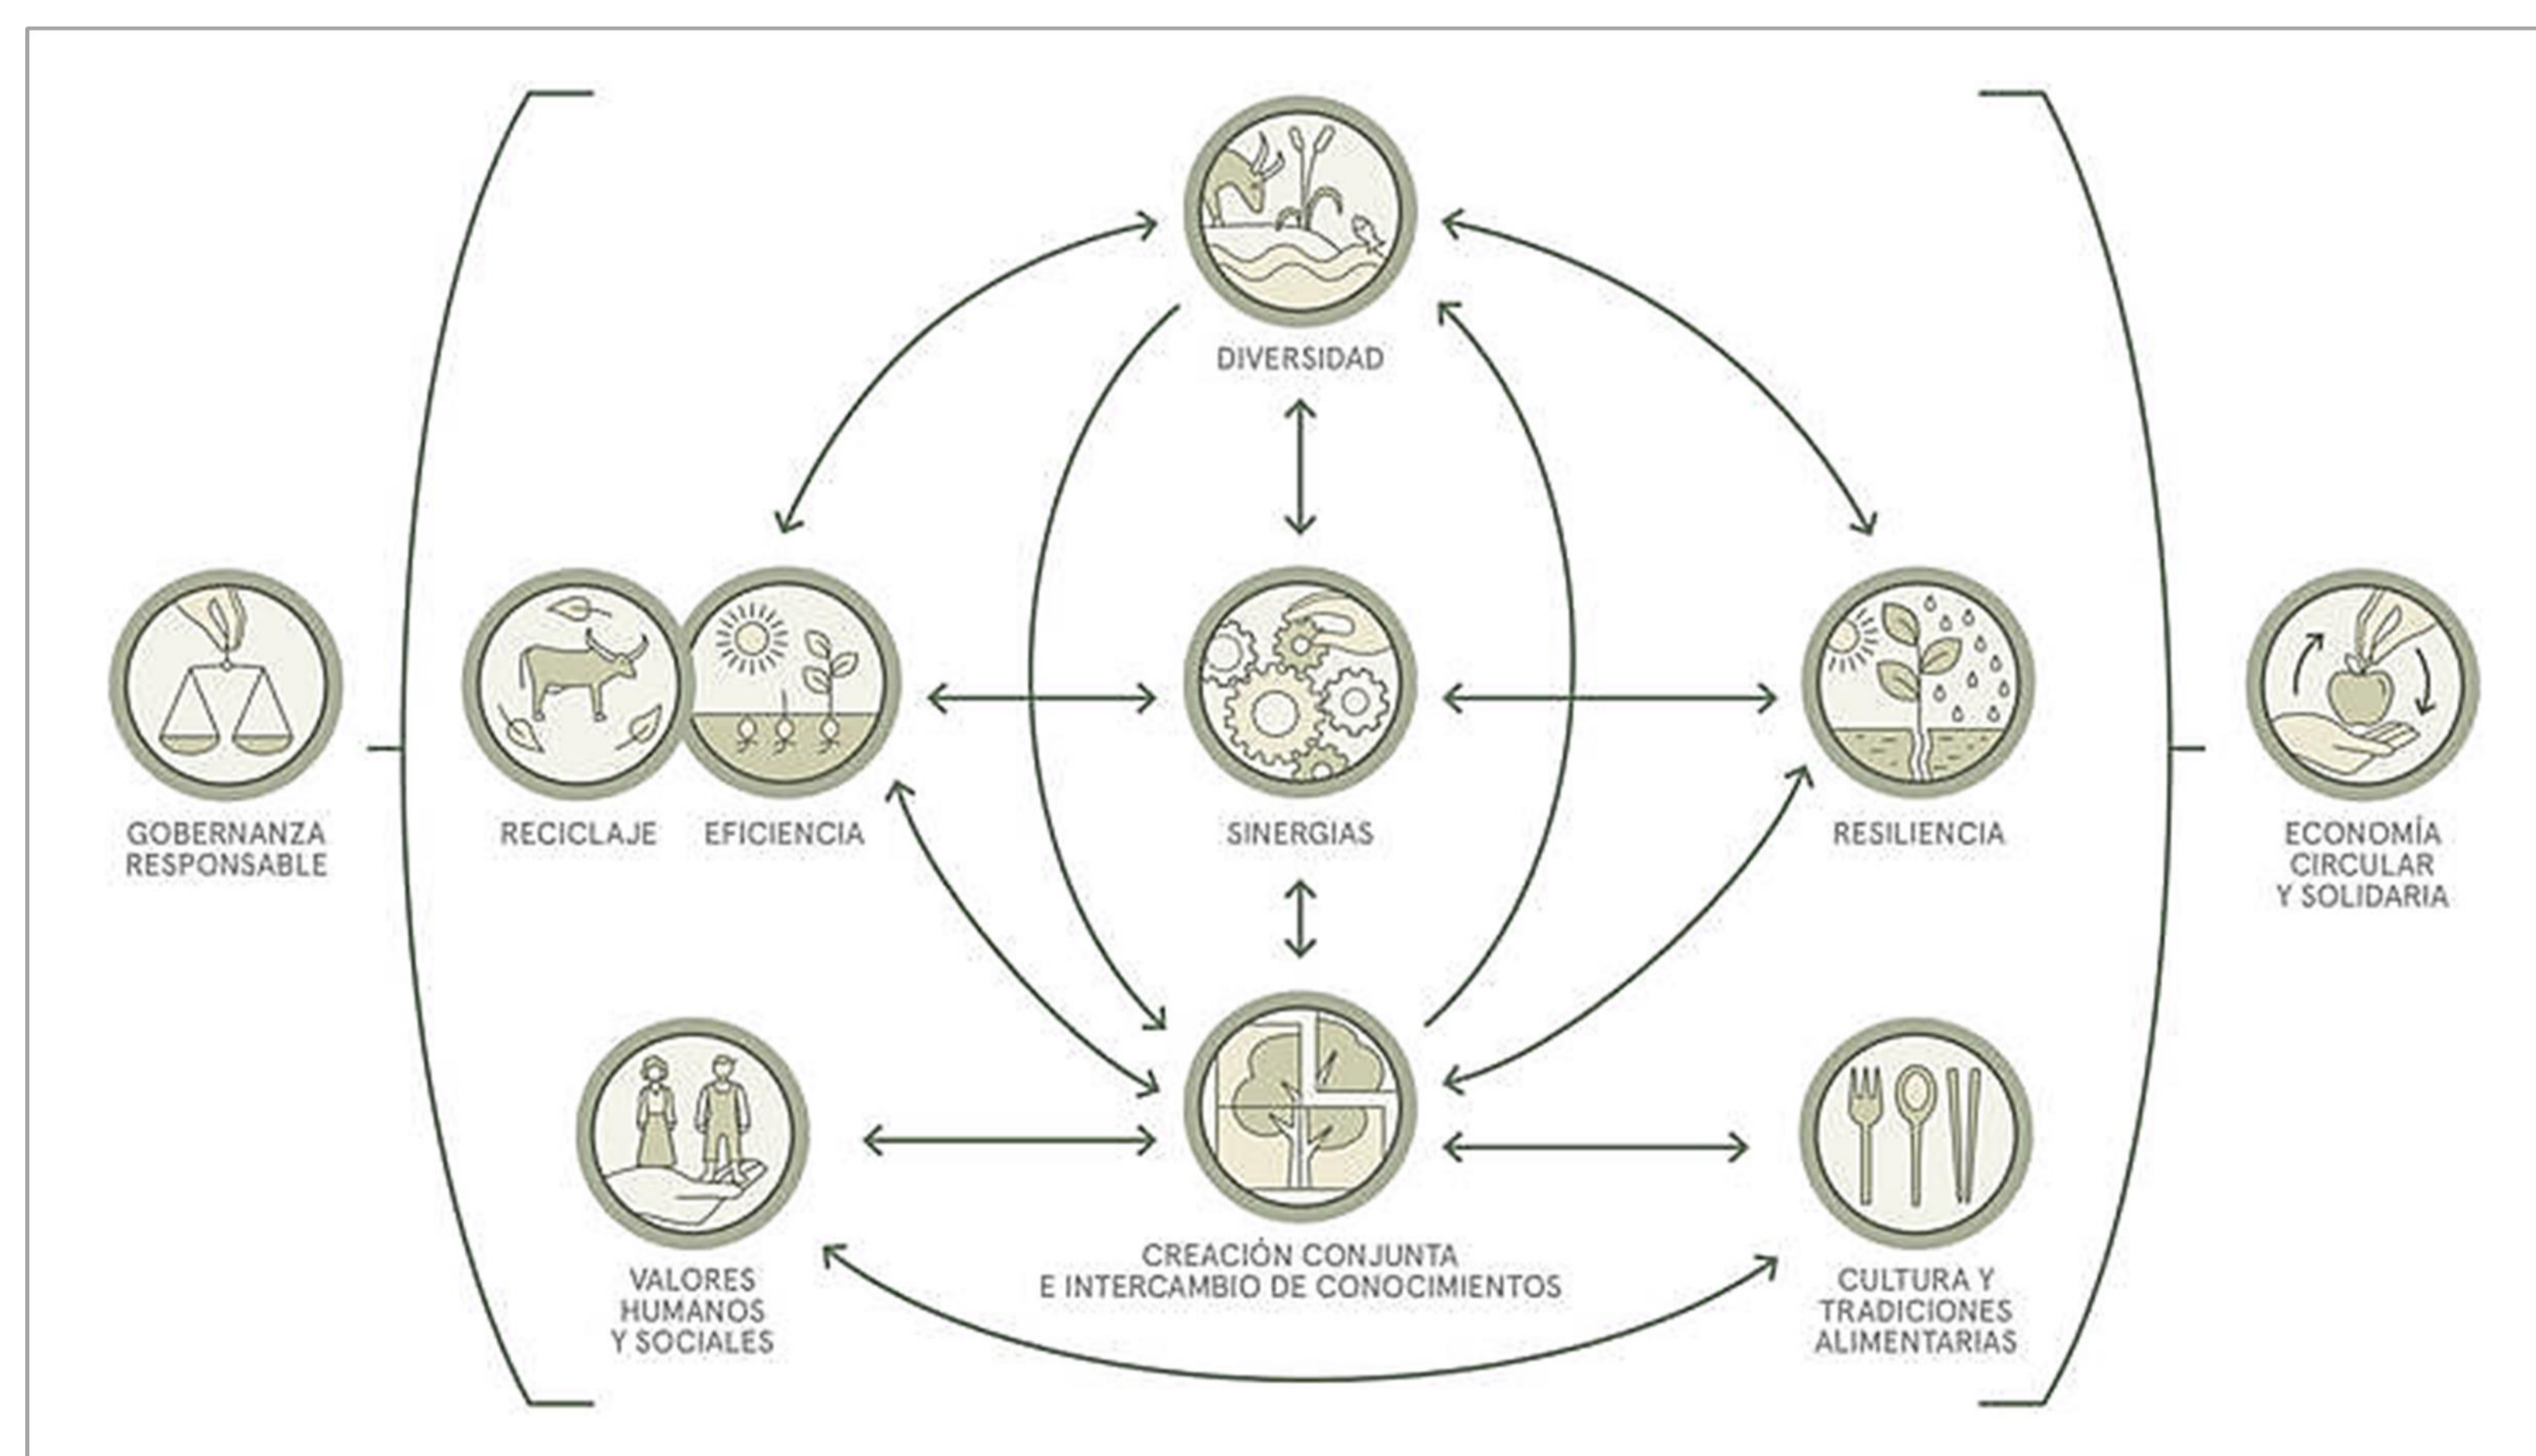 DIVERSIDAD
GOBERNANZA
RESPONSABLE
RECICLAJE
EFICIENCIA
SINERGIAS
RESILIENCIA
ECONOMÍA
CIRCULAR
Y SOLIDARIA
VALORES
HUMANOS
Y SOCIALES
CREACIÓN CONJUNTA
E INTERCAMBIO DE CONOCIMIENTOS
CULTURA Y
TRADICIONES
ALIMENTARIAS